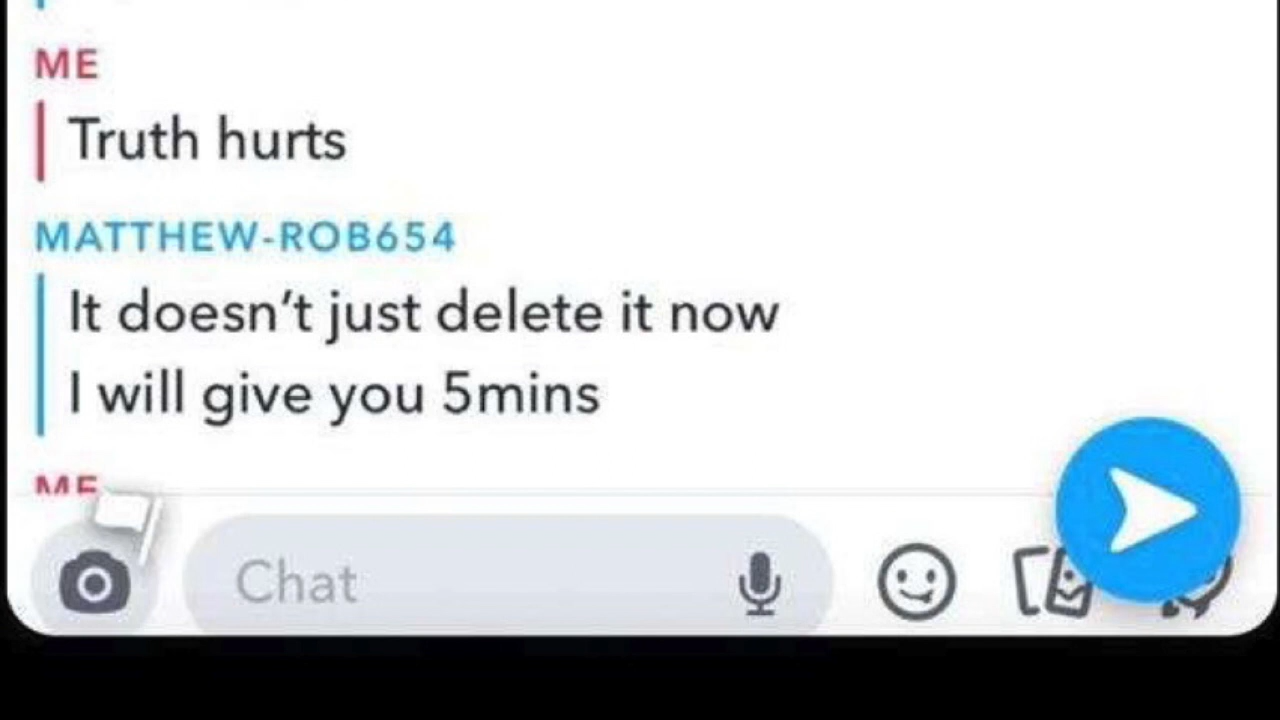 ME
Truth hurts
MATTHEW-ROB654
It doesn't just delete it now
I will give you 5mins
ME
Chat